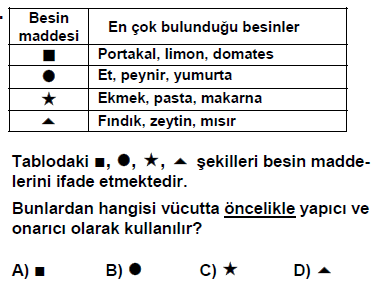 Besin maddesi | En çok bulunduğu besinler
■ | Portakal, limon, domates
● | Et, peynir, yumurta
★ | Ekmek, pasta, makarna
▲ | Fındık, zeytin, mısır
Tablodaki ■, ●, ★, ▲ şekilleri besin madde-
lerini ifade etmektedir.
Bunlardan hangisi vücutta öncelikle yapıcı ve
onarıcı olarak kullanılır?
A) ■ B) ● C) ★ D) ▲